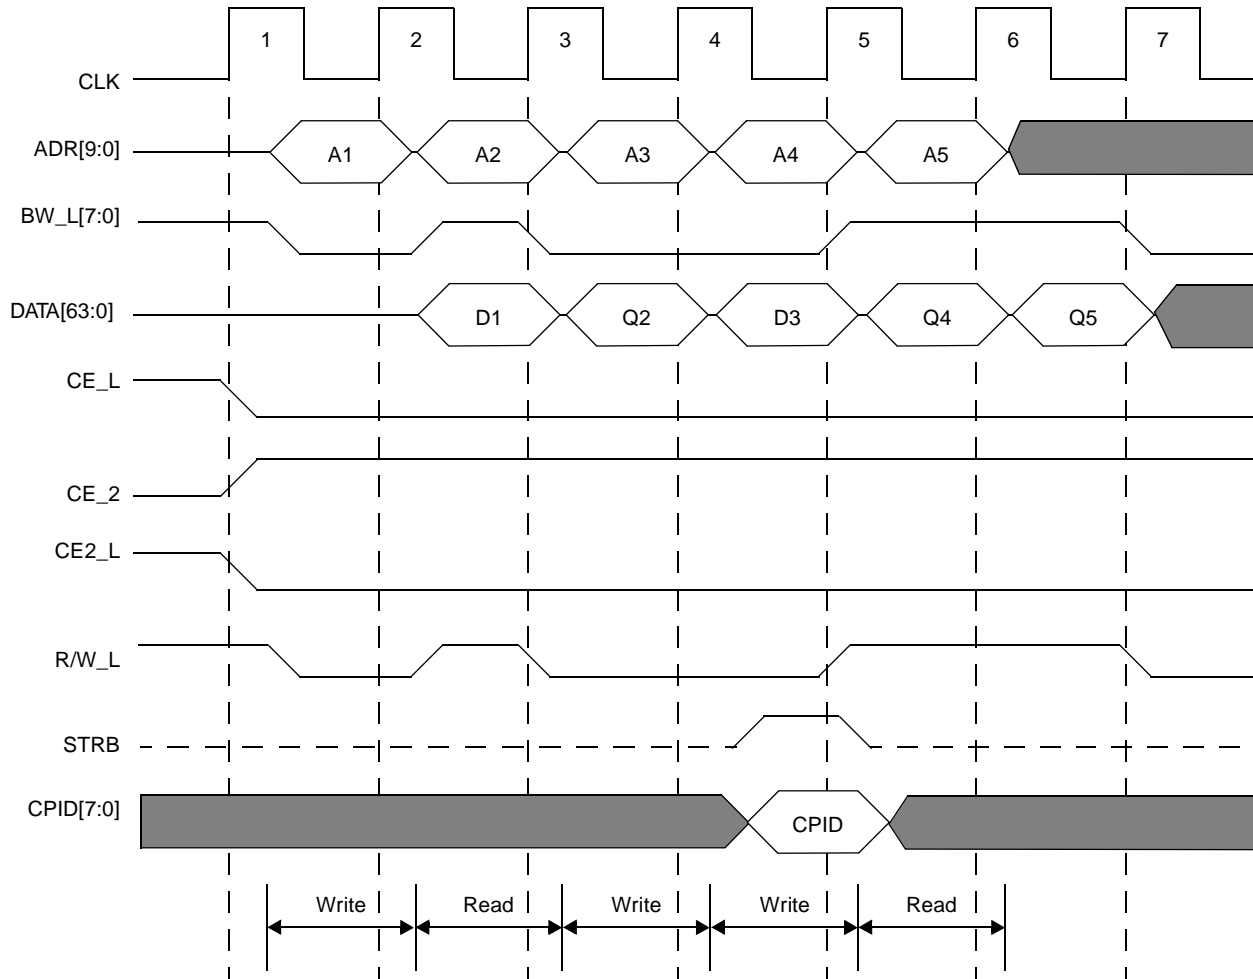 1 2 3 4 5 6 7
CLK
ADR[9:0] A1 A2 A3 A4 A5
BW_L[7:0]
DATA[63:0] D1 Q2 D3 Q4 Q5
CE_L
CE_2
CE2_L
R/W_L
STRB
CPID[7:0] CPID
Write Read Write Write Read